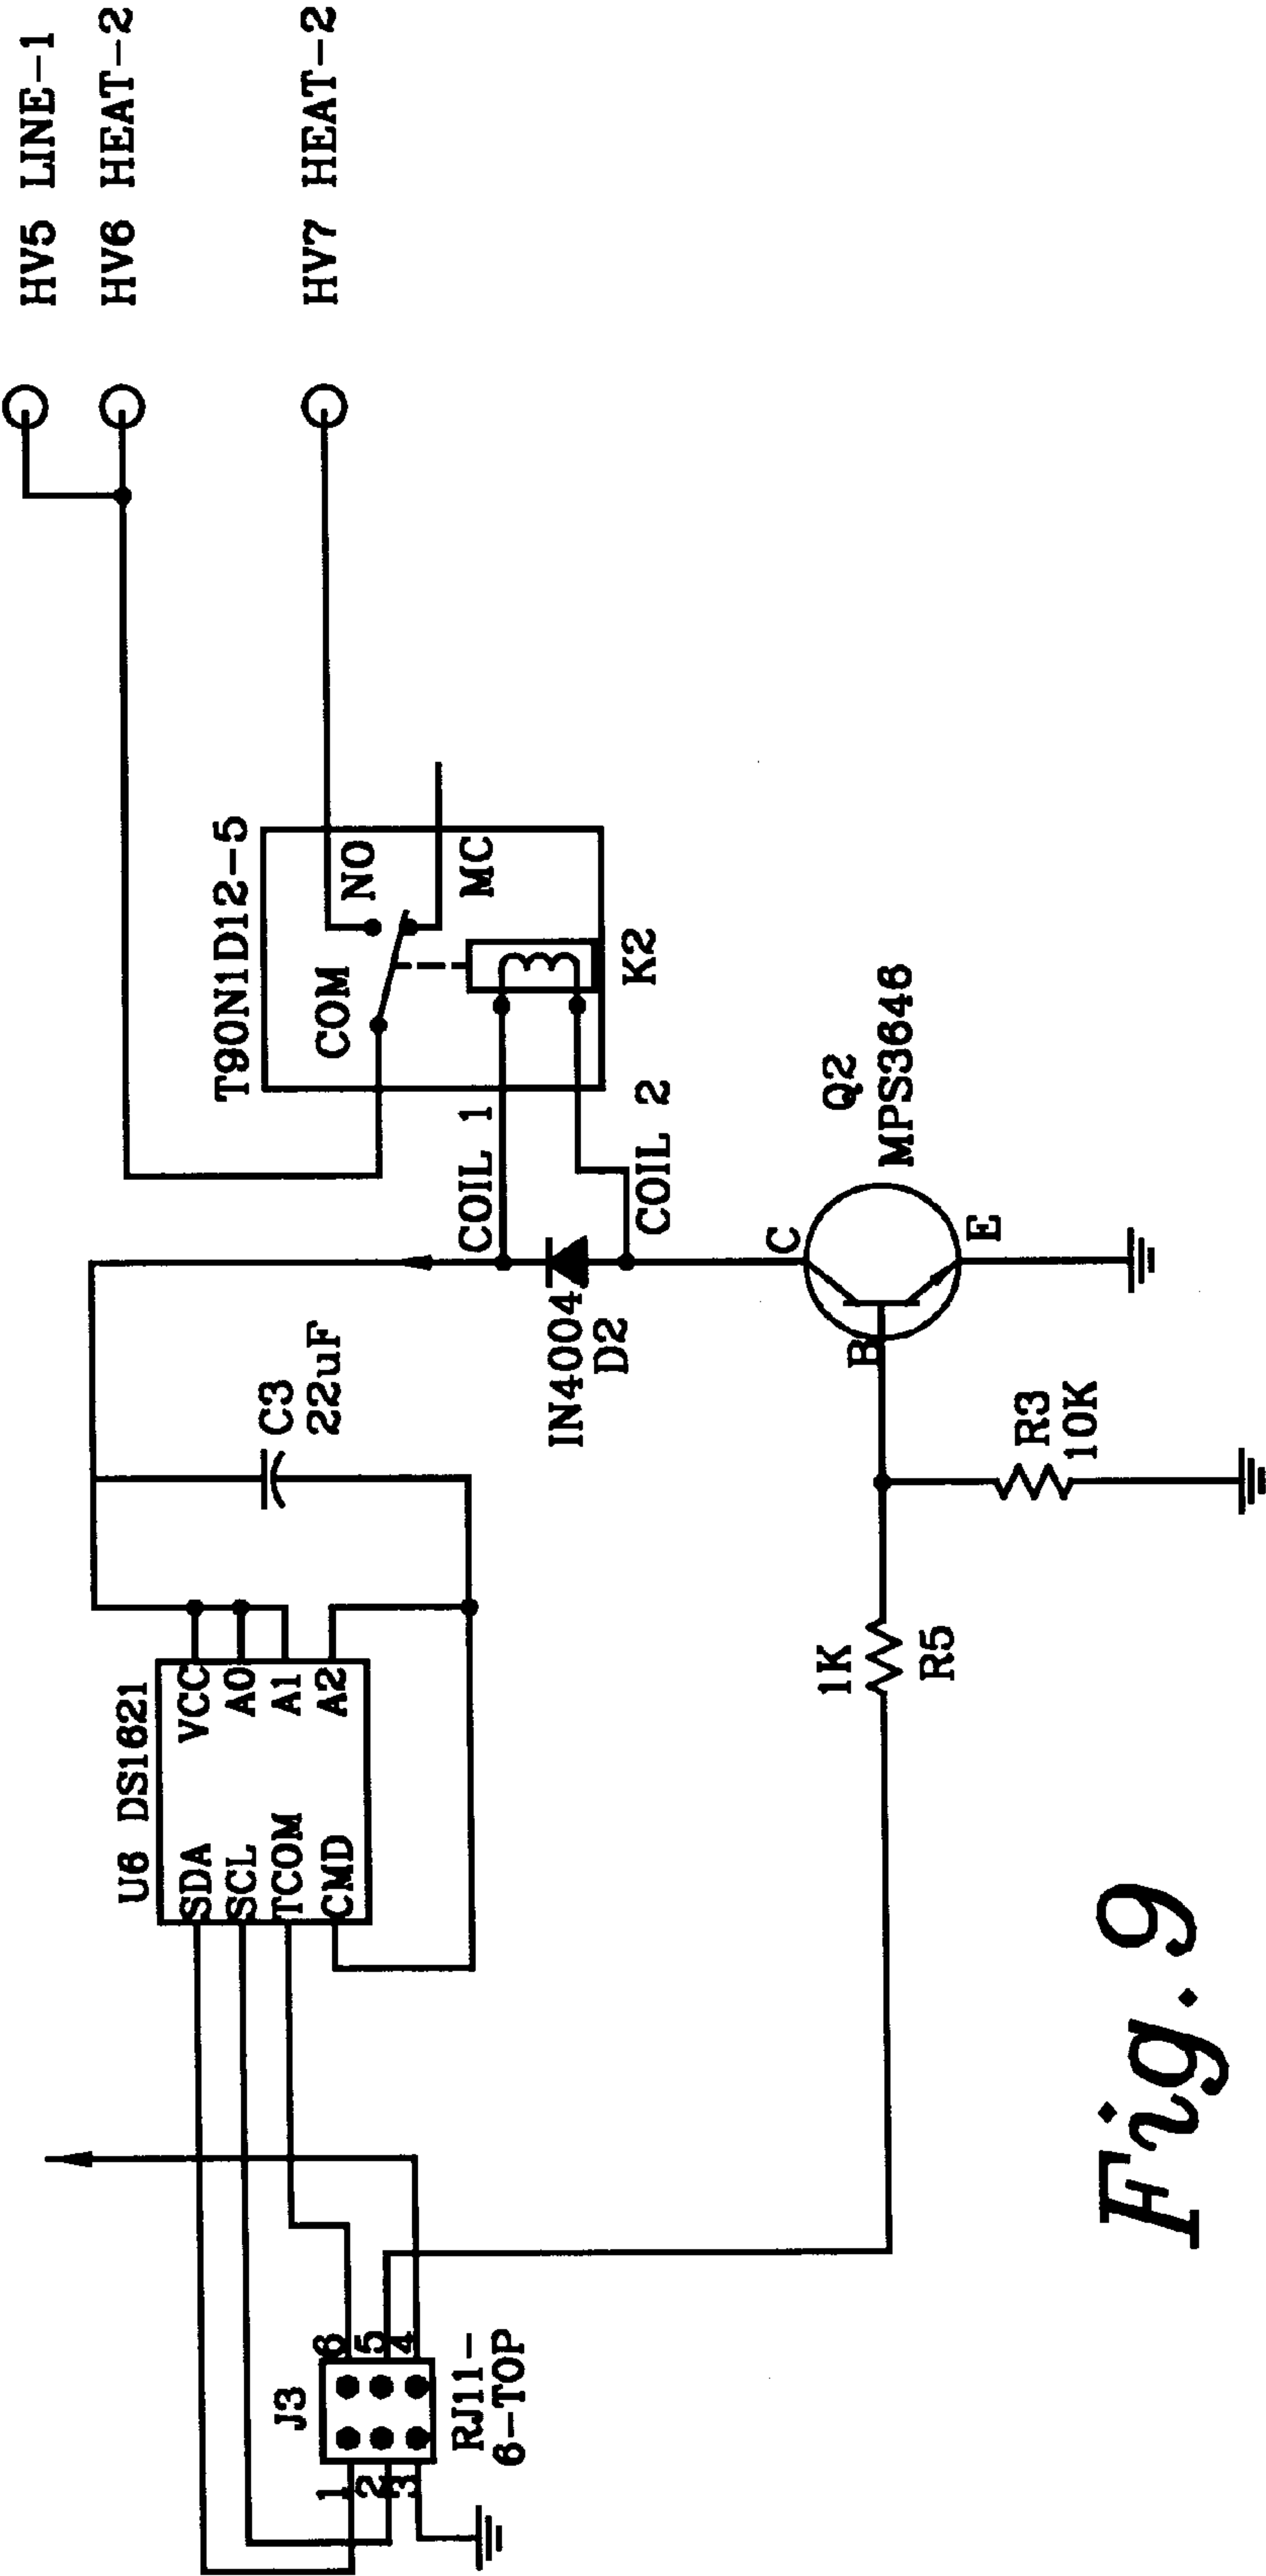 HV5 LINE-1
HV6 HEAT-2
HV7 HEAT-2
T90N1D12-5
COM
NO
MC
K2
COIL 1
COIL 2
IN4004
D2
C3
22uF
U6 DS1621
SDA
SCL
TCOM
CMD
VCC
A0
A1
A2
Q2
MPS3646
C
B
E
R3
10K
1K
R5
J3
1
2
3
6
5
4
RJ11-
6-TOP
Fig. 9